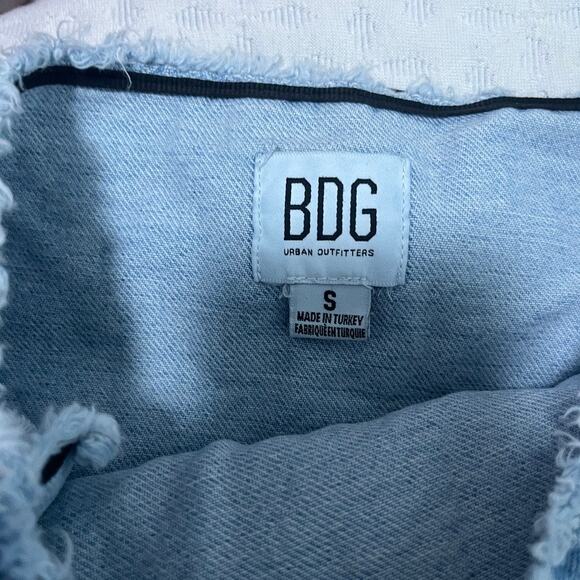 BDG
URBAN OUTFITTERS
S
MADE IN TURKEY
FABRIQUÉ EN TURQUIE